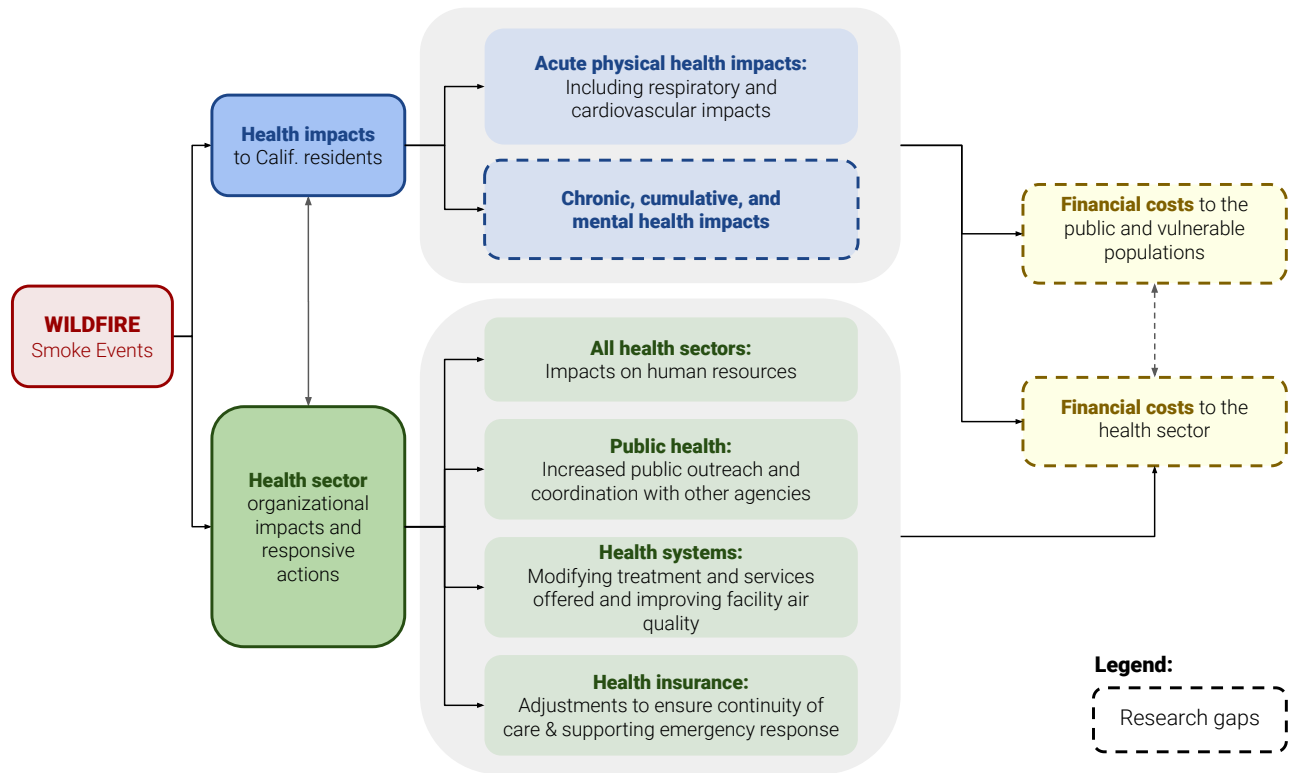 WILDFIRE
Smoke Events
Health impacts
to Calif. residents
Health sector
organizational
impacts and
responsive
actions
Acute physical health impacts:
Including respiratory and
cardiovascular impacts
Chronic, cumulative, and
mental health impacts
All health sectors:
Impacts on human resources
Public health:
Increased public outreach and
coordination with other agencies
Health systems:
Modifying treatment and services
offered and improving facility air
quality
Health insurance:
Adjustments to ensure continuity of
care & supporting emergency response
Financial costs to the
public and vulnerable
populations
Financial costs to the
health sector
Legend:
Research gaps